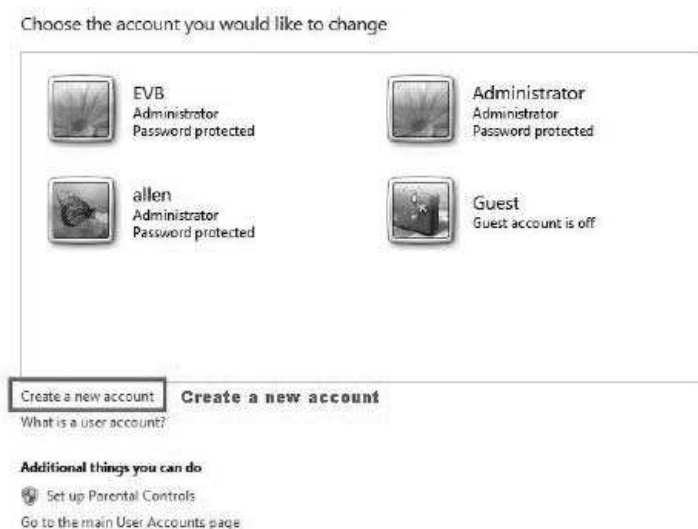 Choose the account you would like to change
EVB
Administrator
Password protected
Administrator
Administrator
Password protected
allen
Administrator
Password protected
Guest
Guest account is off
Create a new account Create a new account
What is a user account?
Additional things you can do
Set up Parental Controls
Go to the main User Accounts page